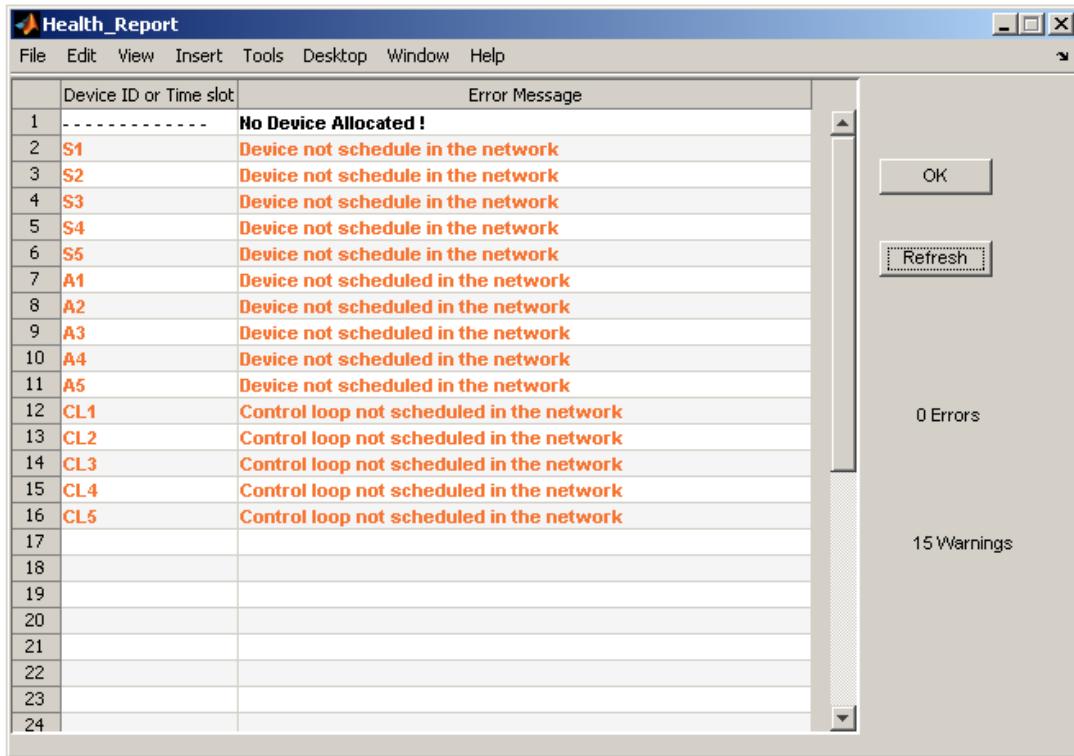 Health_Report
File Edit View Insert Tools Desktop Window Help
Device ID or Time slot Error Message
1 - - - - - - - - - - - - - No Device Allocated !
2 S1 Device not schedule in the network
3 S2 Device not schedule in the network
4 S3 Device not schedule in the network
5 S4 Device not schedule in the network
6 S5 Device not schedule in the network
7 A1 Device not scheduled in the network
8 A2 Device not scheduled in the network
9 A3 Device not scheduled in the network
10 A4 Device not scheduled in the network
11 A5 Device not scheduled in the network
12 CL1 Control loop not scheduled in the network
13 CL2 Control loop not scheduled in the network
14 CL3 Control loop not scheduled in the network
15 CL4 Control loop not scheduled in the network
16 CL5 Control loop not scheduled in the network
17
18
19
20
21
22
23
24
OK
Refresh
0 Errors
15 Warnings